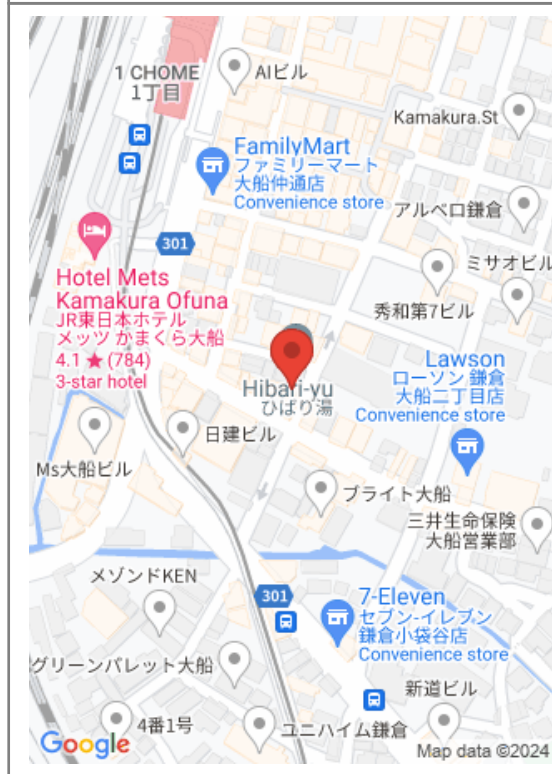 1 CHOME
1丁目
AIビル
Kamakura.St
FamilyMart
ファミリーマート
大船仲通店
Convenience store
アルベロ鎌倉
301
ミサオビル
Hotel Mets
Kamakura Ofuna
JR東日本ホテル
メッツ かまくら大船
4.1 ★ (784)
3-star hotel
秀和第7ビル
Hibari-yu
ひばり湯
Lawson
ローソン 鎌倉
大船二丁目店
Convenience store
日建ビル
Ms大船ビル
ブライト大船
三井生命保険
大船営業部
メゾンドKEN
301
7-Eleven
セブン-イレブン
鎌倉小袋谷店
Convenience store
グリーンパレット大船
新道ビル
4番1号
ユニハイム鎌倉
Google
Map data ©2024